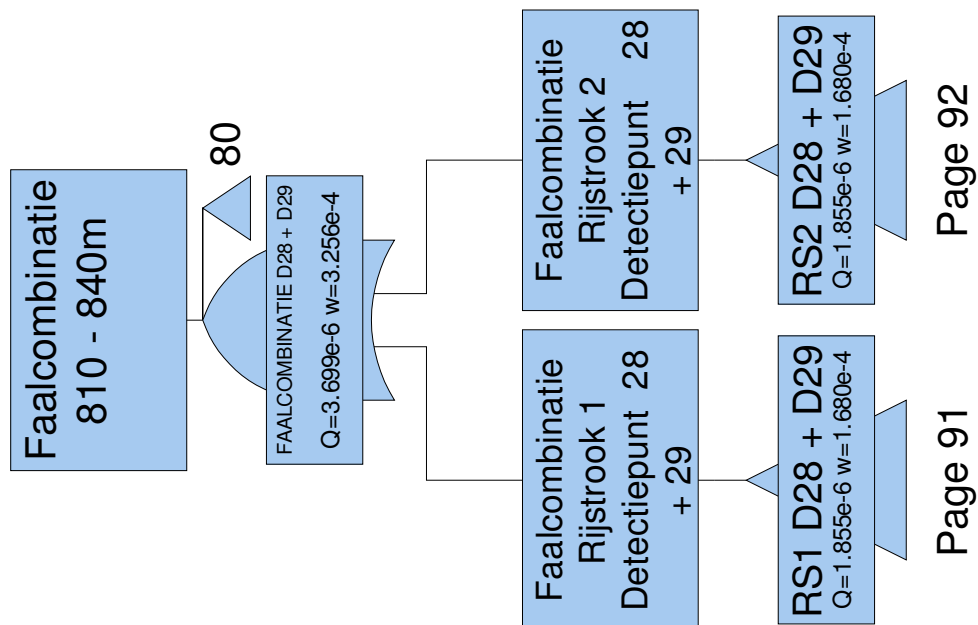 Faalcombinatie
810 - 840m
80
FAALCOMBINATIE D28 + D29
Q=3.699e-6 w=3.256e-4
Faalcombinatie
Rijstrook 1
Detectiepunt 28
+ 29
RS1 D28 + D29
Q=1.855e-6 w=1.680e-4
Page 91
Faalcombinatie
Rijstrook 2
Detectiepunt 28
+ 29
RS2 D28 + D29
Q=1.855e-6 w=1.680e-4
Page 92